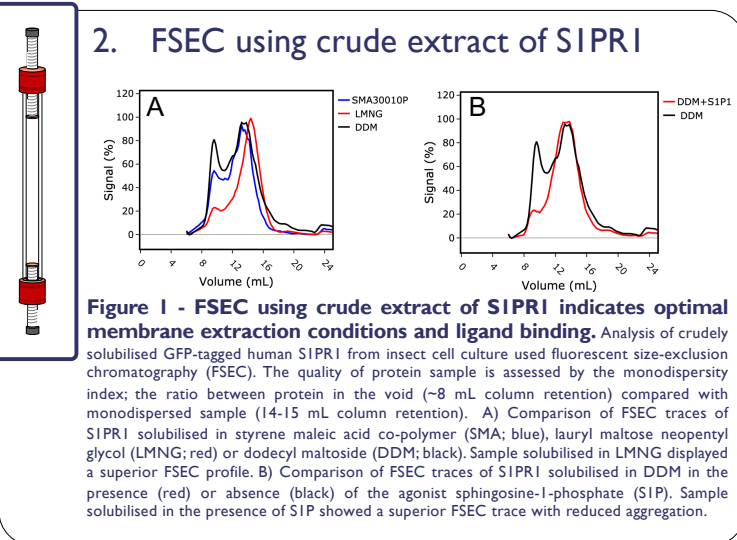 2. FSEC using crude extract of S1PR1
A
B
SMA30010P
LMNG
DDM
DDM+S1P1
DDM
Signal (%)
120
100
80
60
40
20
0
0 4 8 12 16 20 24
Volume (mL)
Signal (%)
120
100
80
60
40
20
0
0 4 8 12 16 20 24
Volume (mL)
Figure 1 - FSEC using crude extract of S1PR1 indicates optimal
membrane extraction conditions and ligand binding. Analysis of crudely
solubilised GFP-tagged human S1PR1 from insect cell culture used fluorescent size-exclusion
chromatography (FSEC). The quality of protein sample is assessed by the monodispersity
index; the ratio between protein in the void (~8 mL column retention) compared with
monodispersed sample (14-15 mL column retention). A) Comparison of FSEC traces of
S1PR1 solubilised in styrene maleic acid co-polymer (SMA; blue), lauryl maltose neopentyl
glycol (LMNG; red) or dodecyl maltoside (DDM; black). Sample solubilised in LMNG displayed
a superior FSEC profile. B) Comparison of FSEC traces of S1PR1 solubilised in DDM in the
presence (red) or absence (black) of the agonist sphingosine-1-phosphate (S1P). Sample
solubilised in the presence of S1P showed a superior FSEC trace with reduced aggregation.